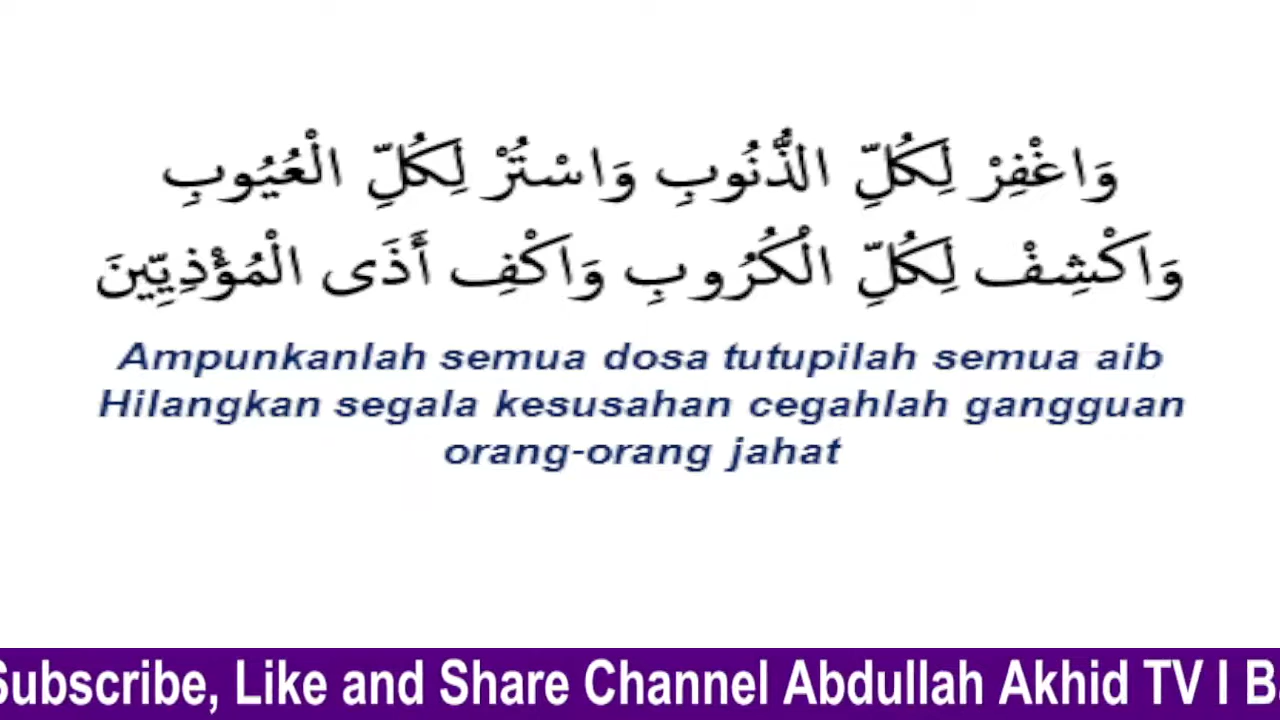 وَاغْفِرْ لِكُلِّ الذُّنُوبِ وَاسْتُرْ لِكُلِّ الْعُيُوبِ
وَاكْشِفْ لِكُلِّ الْكُرُوبِ وَاكْفِ أَذَى الْمُؤْذِيِّينَ
Ampunkanlah semua dosa tutupilah semua aib
Hilangkan segala kesusahan cegahlah gangguan
orang-orang jahat
Subscribe, Like and Share Channel Abdullah Akhid TV I